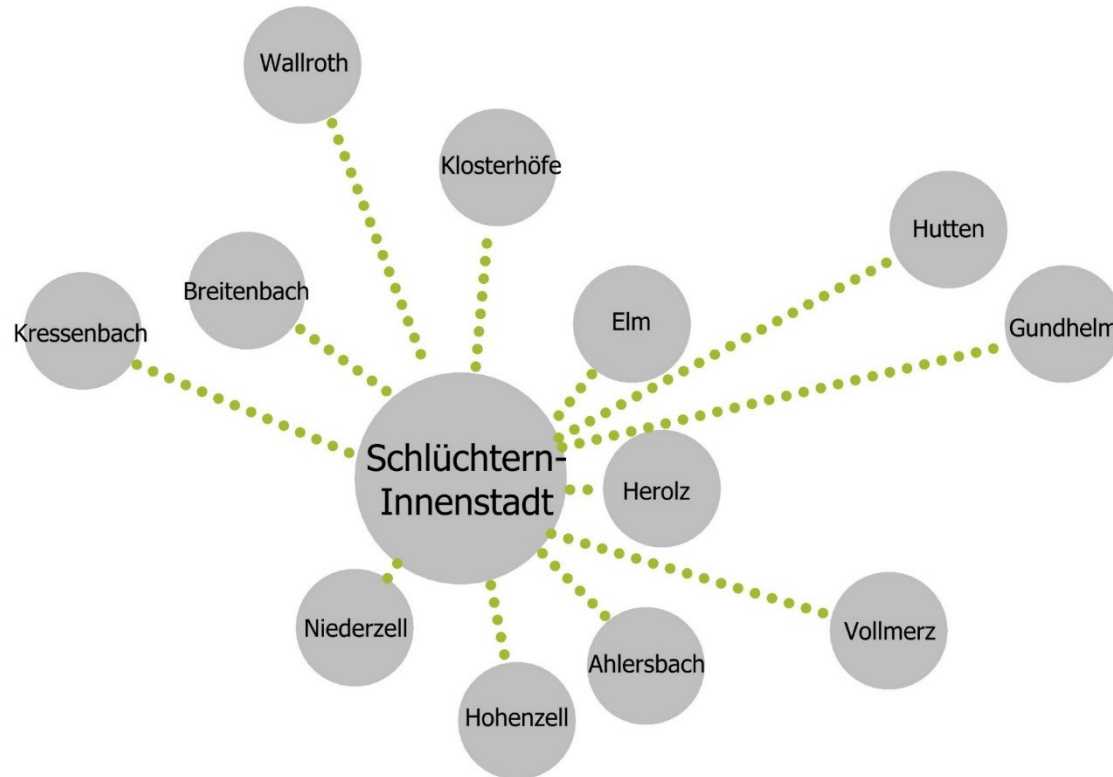 Wallroth
Klosterhöfe
Hutten
Breitenbach
Elm
Kressenbach
Gundhelm
Schlüchtern-
Innenstadt
Herolz
Niederzell
Vollmerz
Ahlersbach
Hohenzell